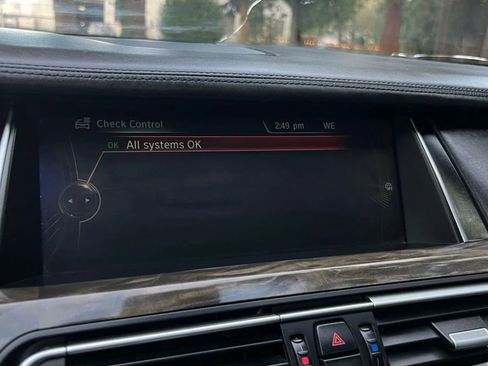 Check Control
2:49 pm WE
OK All systems OK